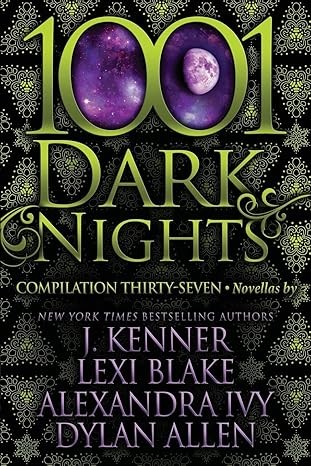 1001
DARK
NIGHTS
COMPILATION THIRTY-SEVEN • Novellas by
NEW YORK TIMES BESTSELLING AUTHORS
J. KENNER
LEXI BLAKE
ALEXANDRA IVY
DYLAN ALLEN